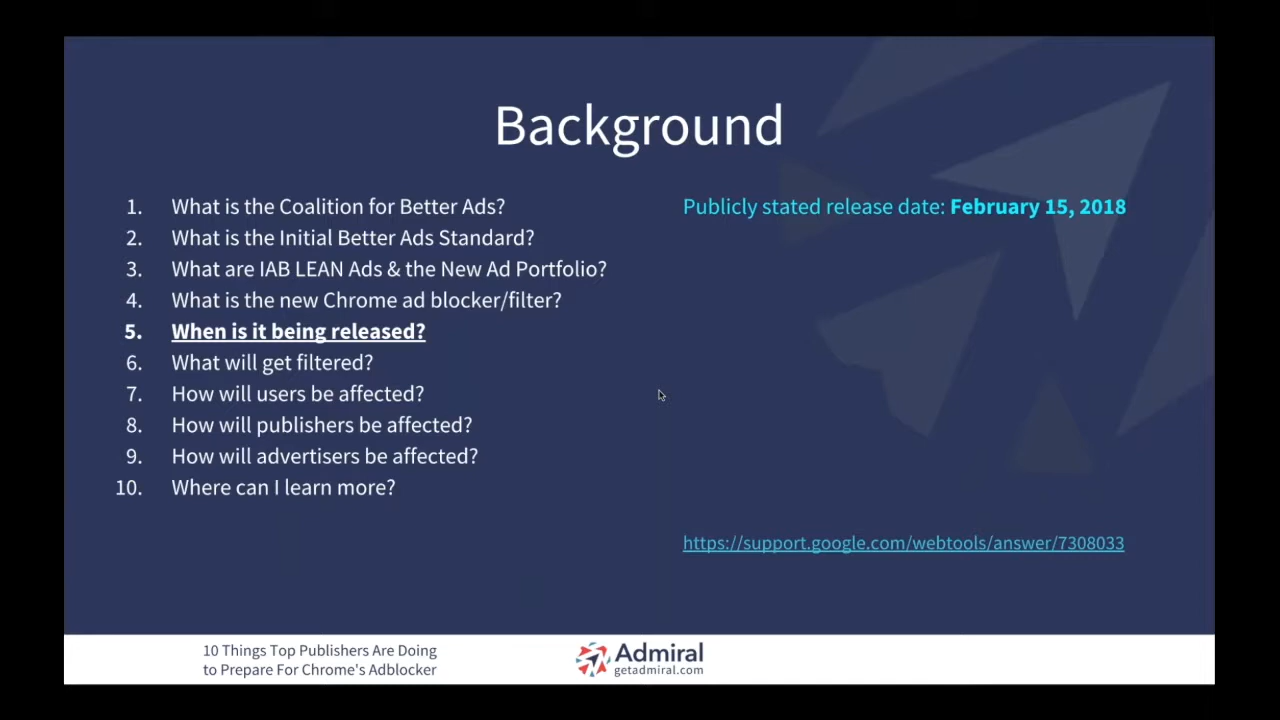 Background
1. What is the Coalition for Better Ads?
2. What is the Initial Better Ads Standard?
3. What are IAB LEAN Ads & the New Ad Portfolio?
4. What is the new Chrome ad blocker/filter?
5. When is it being released?
6. What will get filtered?
7. How will users be affected?
8. How will publishers be affected?
9. How will advertisers be affected?
10. Where can I learn more?
Publicly stated release date: February 15, 2018
https://support.google.com/webtools/answer/7308033
10 Things Top Publishers Are Doing
to Prepare For Chrome's Adblocker
Admiral
getadmiral.com